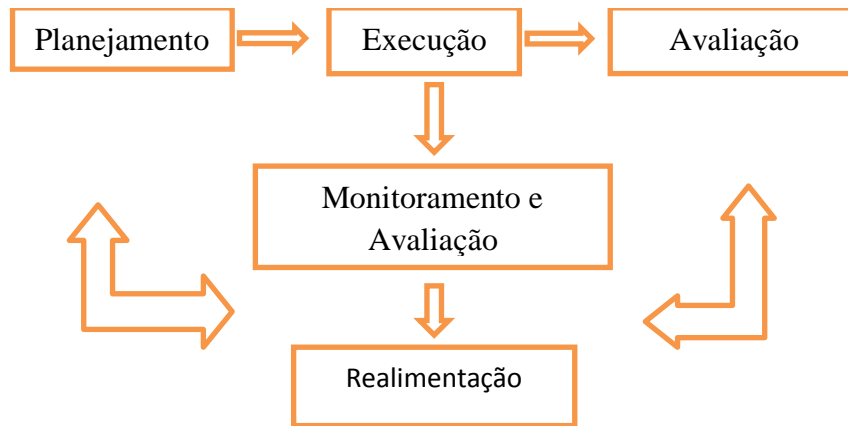 Planejamento
Execução
Avaliação
Monitoramento e
Avaliação
Realimentação